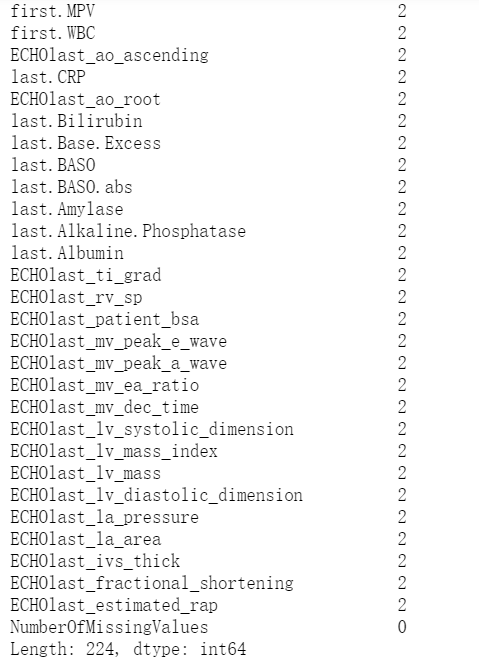 first.MPV 2
first.WBC 2
ECHOlast_ao_ascending 2
last.CRP 2
ECHOlast_ao_root 2
last.Bilirubin 2
last.Base.Excess 2
last.BASO 2
last.BASO.abs 2
last.Amylase 2
last.Alkaline.Phosphatase 2
last.Albumin 2
ECHOlast_ti_grad 2
ECHOlast_rv_sp 2
ECHOlast_patient_bsa 2
ECHOlast_mv_peak_e_wave 2
ECHOlast_mv_peak_a_wave 2
ECHOlast_mv_ea_ratio 2
ECHOlast_mv_dec_time 2
ECHOlast_lv_systolic_dimension 2
ECHOlast_lv_mass_index 2
ECHOlast_lv_mass 2
ECHOlast_lv_diastolic_dimension 2
ECHOlast_la_pressure 2
ECHOlast_la_area 2
ECHOlast_ivs_thick 2
ECHOlast_fractional_shortening 2
ECHOlast_estimated_rap 2
NumberOfMissingValues 0
Length: 224, dtype: int64